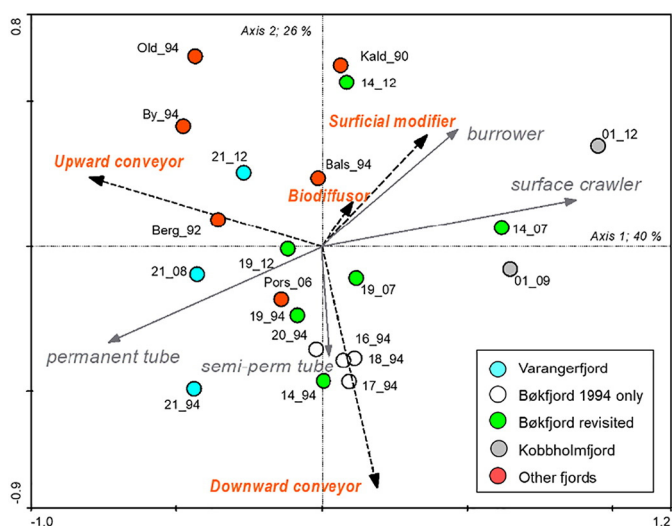 0.8
Axis 2; 26 %
Old_94
Kald_90
14_12
By_94
Surficial modifier
burrower
01_12
21_12
Upward conveyor
Bals_94
surface crawler
Biodiffusor
Berg_92
14_07
Axis 1; 40 %
19_12
21_08
01_09
19_07
Pors_06
19_94
20_94
16_94
permanent tube
semi-perm tube
18_94
17_94
14_94
21_94
Varangerfjord
Bøkfjord 1994 only
Bøkfjord revisited
Kobbholmfjord
Other fjords
Downward conveyor
-0.9
-1.0
1.2